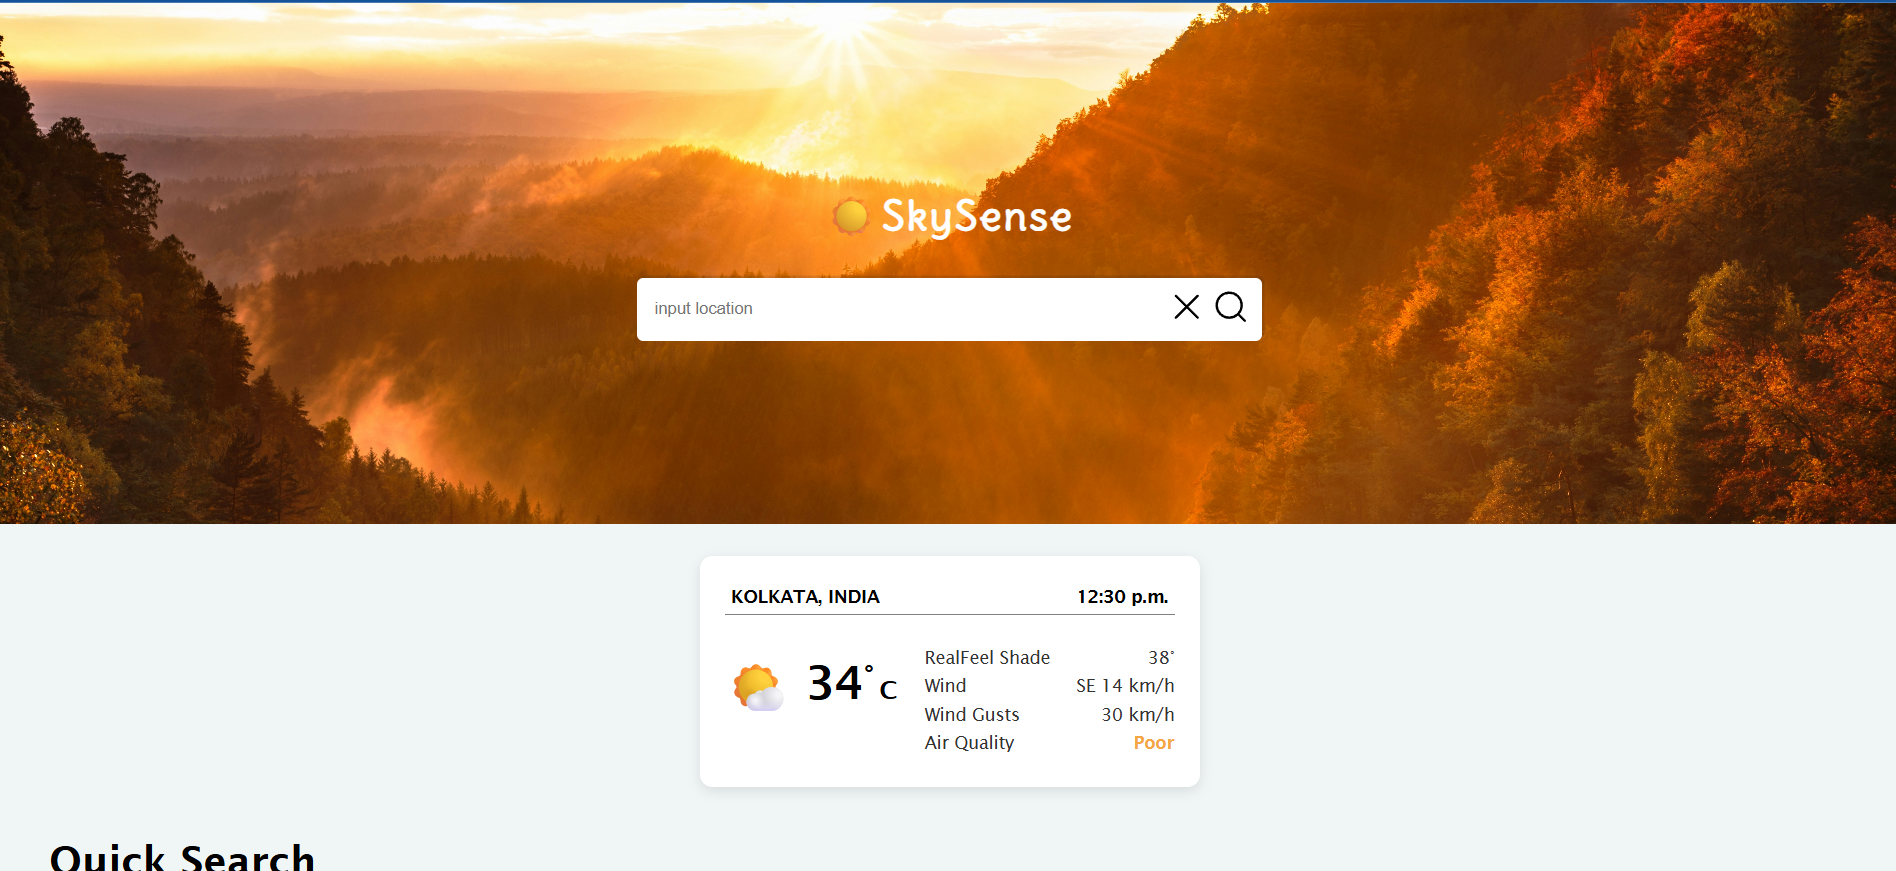 SkySense
input location
KOLKATA, INDIA 12:30 p.m.
34° C
RealFeel Shade 38°
Wind SE 14 km/h
Wind Gusts 30 km/h
Air Quality Poor
Quick Search